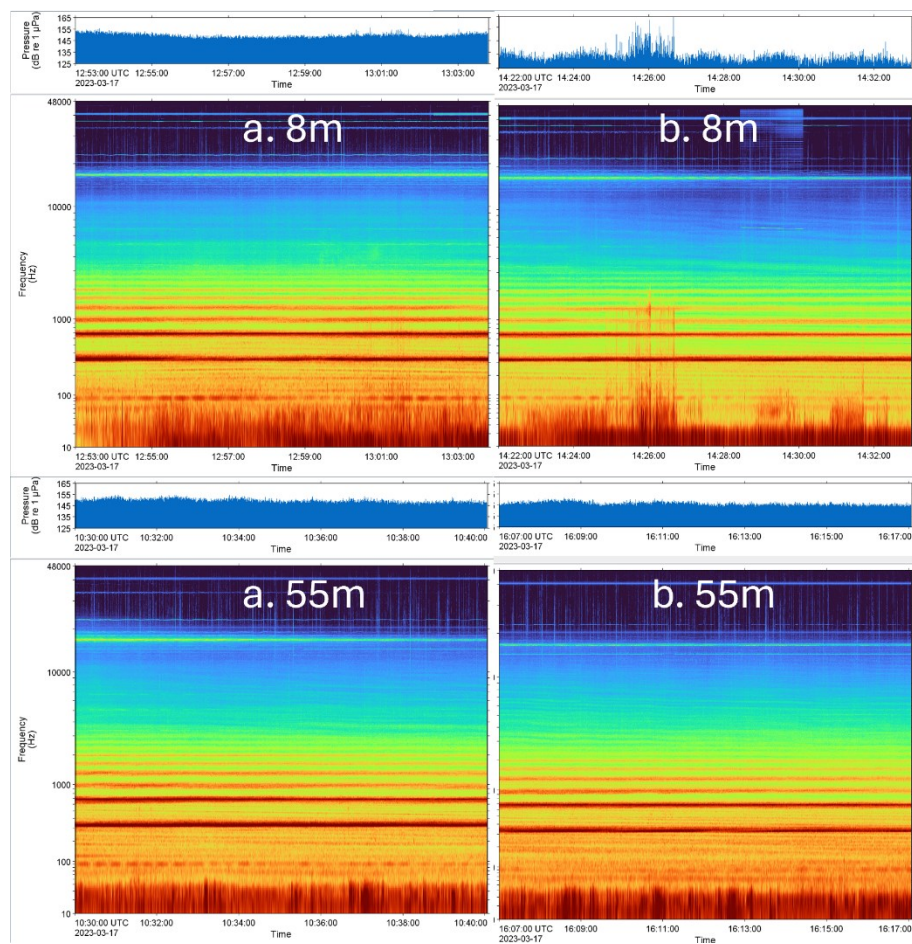 165
155
145
125
Pressure
(dB re 1 µPa)
12:53:00 UTC 12:55:00 12:57:00 12:59:00 13:01:00 13:03:00
2023-03-17
Time
14:22:00 UTC 14:24:00 14:26:00 14:28:00 14:30:00 14:32:00
2023-03-17
Time
48000
10000
1000
100
10
Frequency
(Hz)
a. 8m
b. 8m
12:53:00 UTC 12:55:00 12:57:00 12:59:00 13:01:00 13:03:00
2023-03-17
Time
14:22:00 UTC 14:24:00 14:26:00 14:28:00 14:30:00 14:32:00
2023-03-17
Time
165
155
145
125
Pressure
(dB re 1 µPa)
10:30:00 UTC 10:32:00 10:34:00 10:36:00 10:38:00 10:40:00
2023-03-17
Time
16:07:00 UTC 16:09:00 16:11:00 16:13:00 16:15:00 16:17:00
2023-03-17
Time
48000
10000
1000
100
10
Frequency
(Hz)
a. 55m
b. 55m
10:30:00 UTC 10:32:00 10:34:00 10:36:00 10:38:00 10:40:00
2023-03-17
Time
16:07:00 UTC 16:09:00 16:11:00 16:13:00 16:15:00 16:17:00
2023-03-17
Time